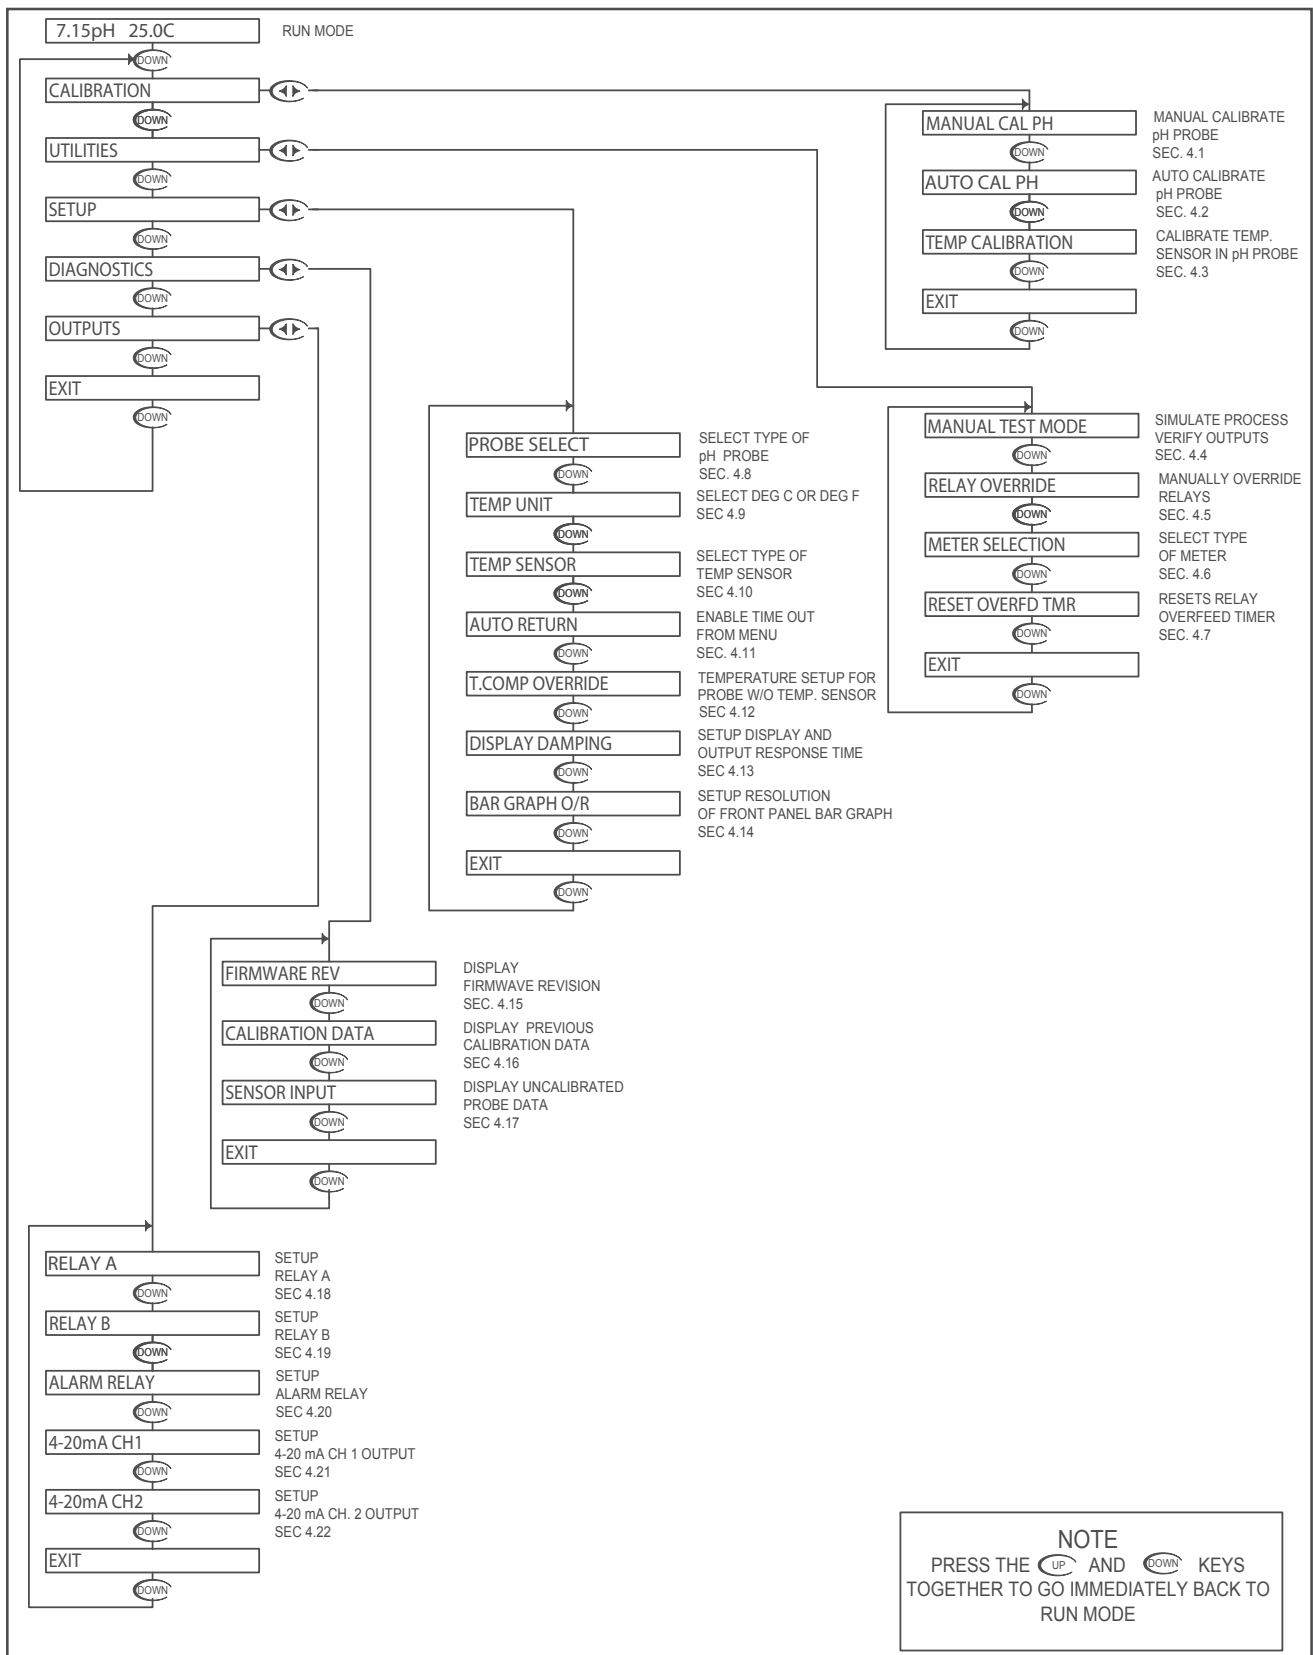 7.15pH 25.0C
RUN MODE
DOWN
CALIBRATION
DOWN
UTILITIES
DOWN
SETUP
DOWN
DIAGNOSTICS
DOWN
OUTPUTS
DOWN
EXIT
DOWN
MANUAL CAL PH
MANUAL CALIBRATE
pH PROBE
SEC. 4.1
DOWN
AUTO CAL PH
AUTO CALIBRATE
pH PROBE
SEC. 4.2
DOWN
TEMP CALIBRATION
CALIBRATE TEMP.
SENSOR IN pH PROBE
SEC. 4.3
DOWN
EXIT
DOWN
MANUAL TEST MODE
SIMULATE PROCESS
VERIFY OUTPUTS
SEC. 4.4
DOWN
RELAY OVERRIDE
MANUALLY OVERRIDE
RELAYS
SEC. 4.5
DOWN
METER SELECTION
SELECT TYPE
OF METER
SEC. 4.6
DOWN
RESET OVERFD TMR
RESETS RELAY
OVERFEED TIMER
SEC. 4.7
DOWN
EXIT
DOWN
PROBE SELECT
SELECT TYPE OF
pH PROBE
SEC. 4.8
DOWN
TEMP UNIT
SELECT DEG C OR DEG F
SEC 4.9
DOWN
TEMP SENSOR
SELECT TYPE OF
TEMP SENSOR
SEC 4.10
DOWN
AUTO RETURN
ENABLE TIME OUT
FROM MENU
SEC. 4.11
DOWN
T.COMP OVERRIDE
TEMPERATURE SETUP FOR
PROBE W/O TEMP. SENSOR
SEC 4.12
DOWN
DISPLAY DAMPING
SETUP DISPLAY AND
OUTPUT RESPONSE TIME
SEC 4.13
DOWN
BAR GRAPH O/R
SETUP RESOLUTION
OF FRONT PANEL BAR GRAPH
SEC 4.14
DOWN
EXIT
DOWN
FIRMWARE REV
DISPLAY
FIRMWAVE REVISION
SEC. 4.15
DOWN
CALIBRATION DATA
DISPLAY PREVIOUS
CALIBRATION DATA
SEC 4.16
DOWN
SENSOR INPUT
DISPLAY UNCALIBRATED
PROBE DATA
SEC 4.17
DOWN
EXIT
DOWN
RELAY A
SETUP
RELAY A
SEC 4.18
DOWN
RELAY B
SETUP
RELAY B
SEC 4.19
DOWN
ALARM RELAY
SETUP
ALARM RELAY
SEC 4.20
DOWN
4-20mA CH1
SETUP
4-20 mA CH 1 OUTPUT
SEC 4.21
DOWN
4-20mA CH2
SETUP
4-20 mA CH. 2 OUTPUT
SEC 4.22
DOWN
EXIT
DOWN
NOTE
PRESS THE UP AND DOWN KEYS
TOGETHER TO GO IMMEDIATELY BACK TO
RUN MODE